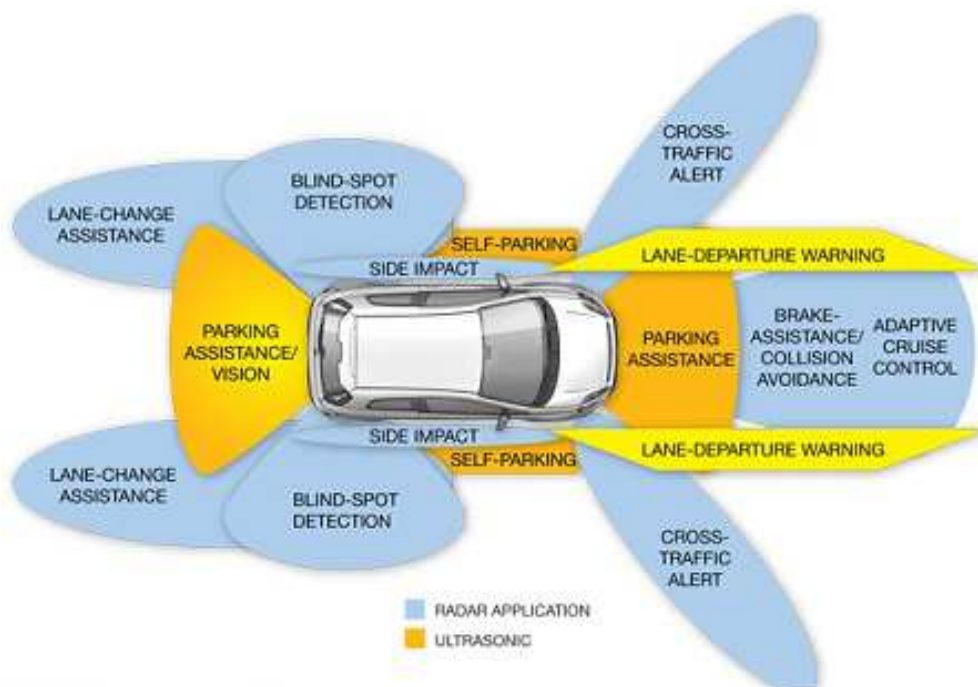 CROSS-
TRAFFIC
ALERT
BLIND-SPOT
DETECTION
LANE-CHANGE
ASSISTANCE
SELF-PARKING
LANE-DEPARTURE WARNING
SIDE IMPACT
PARKING
ASSISTANCE/
VISION
PARKING
ASSISTANCE
BRAKE-
ASSISTANCE/
COLLISION
AVOIDANCE
ADAPTIVE
CRUISE
CONTROL
SIDE IMPACT
LANE-DEPARTURE WARNING
SELF-PARKING
LANE-CHANGE
ASSISTANCE
BLIND-SPOT
DETECTION
CROSS-
TRAFFIC
ALERT
RADAR APPLICATION
ULTRASONIC